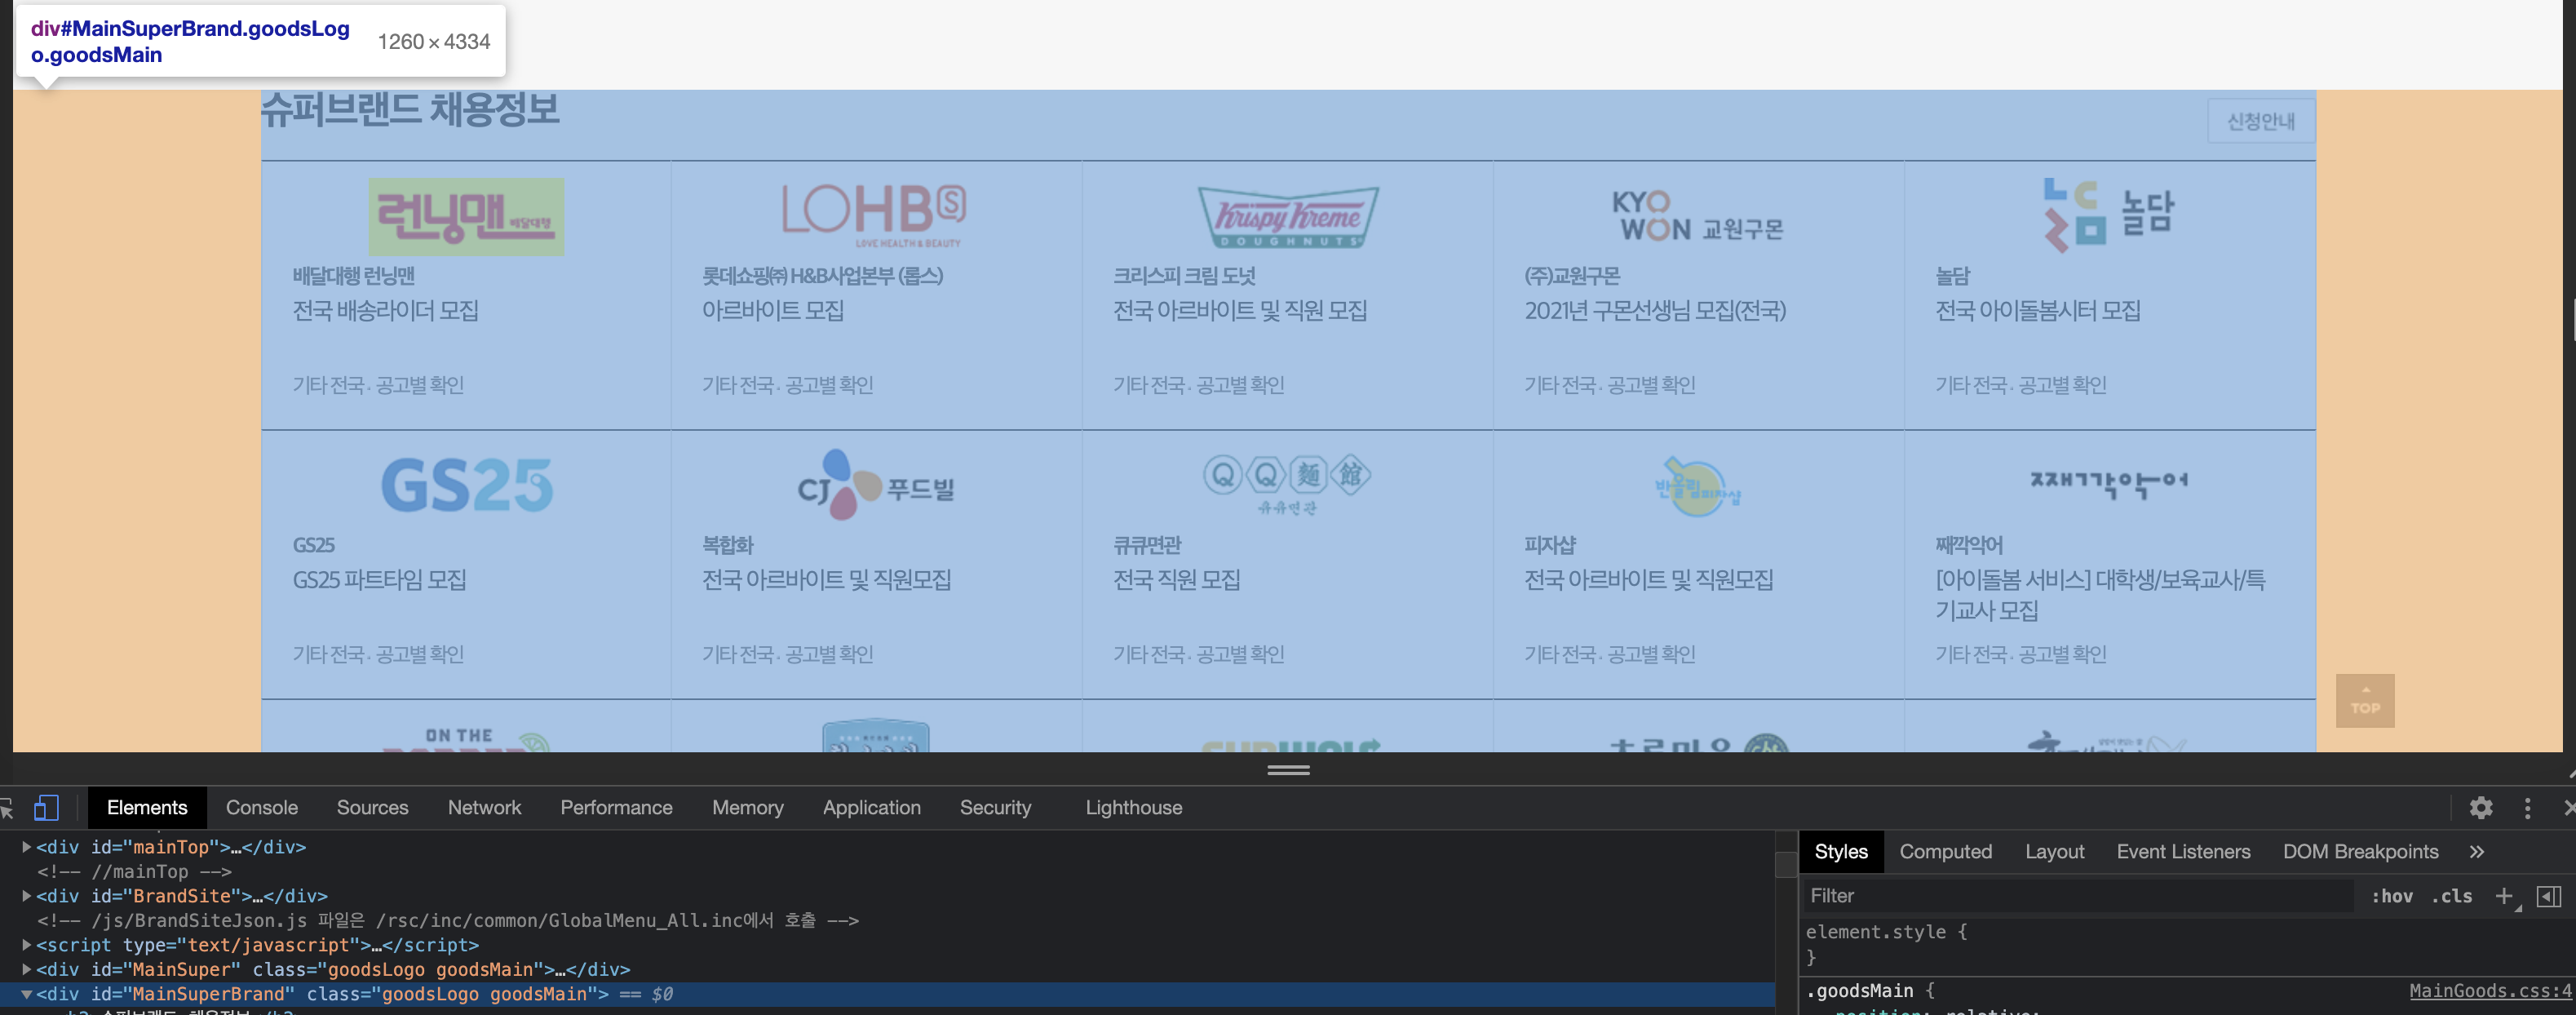 div#MainSuperBrand.goodsLog
o.goodsMain
1260 × 4334
슈퍼브랜드 채용정보
신청안내
런닝맨 배달대행
LOHBS
LOVE HEALTH & BEAUTY
Krispy Kreme
DOUGHNUTS
KYO
WON 교원구몬
놀담
배달대행 런닝맨
롯데쇼핑㈜ H&B사업본부 (롭스)
크리스피 크림 도넛
(주)교원구몬
놀담
전국 배송라이더 모집
아르바이트 모집
전국 아르바이트 및 직원 모집
2021년 구몬선생님 모집(전국)
전국 아이돌봄시터 모집
기타 전국· 공고별 확인
기타 전국· 공고별 확인
기타 전국· 공고별 확인
기타 전국· 공고별 확인
기타 전국· 공고별 확인
GS25
CJ 푸드빌
QQ麵館
큐큐면관
반올림피자샵
째깍악어
GS25
복합화
큐큐면관
피자샵
째깍악어
GS25 파트타임 모집
전국 아르바이트 및 직원모집
전국 직원 모집
전국 아르바이트 및 직원모집
[아이돌봄 서비스] 대학생/보육교사/특
기교사 모집
기타 전국· 공고별 확인
기타 전국· 공고별 확인
기타 전국· 공고별 확인
기타 전국· 공고별 확인
기타 전국· 공고별 확인
TOP
ON THE
Elements Console Sources Network Performance Memory Application Security Lighthouse
▶<div id="mainTop">…</div>
<!-- //mainTop -->
▶<div id="BrandSite">…</div>
<!-- /js/BrandSiteJson.js 파일은 /rsc/inc/common/GlobalMenu_All.inc에서 호출 -->
▶<script type="text/javascript">…</script>
▶<div id="MainSuper" class="goodsLogo goodsMain">…</div>
▼<div id="MainSuperBrand" class="goodsLogo goodsMain"> == $0
Styles Computed Layout Event Listeners DOM Breakpoints »
Filter :hov .cls +
element.style {
}
.goodsMain { MainGoods.css:4
position: relative;